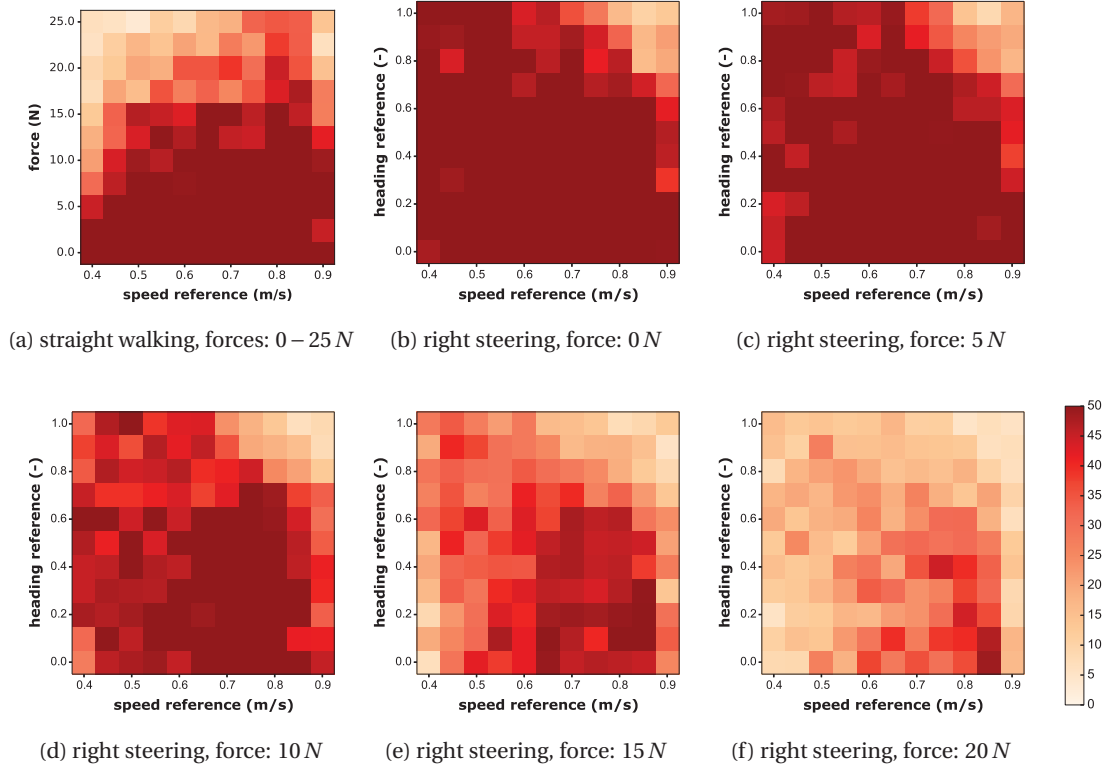 25.0
20.0
15.0
10.0
5.0
0.0
force (N)
0.4 0.5 0.6 0.7 0.8 0.9
speed reference (m/s)
(a) straight walking, forces: 0 – 25 N
1.0
0.8
0.6
0.4
0.2
0.0
heading reference (-)
0.4 0.5 0.6 0.7 0.8 0.9
speed reference (m/s)
(b) right steering, force: 0 N
1.0
0.8
0.6
0.4
0.2
0.0
heading reference (-)
0.4 0.5 0.6 0.7 0.8 0.9
speed reference (m/s)
(c) right steering, force: 5 N
1.0
0.8
0.6
0.4
0.2
0.0
heading reference (-)
0.4 0.5 0.6 0.7 0.8 0.9
speed reference (m/s)
(d) right steering, force: 10 N
1.0
0.8
0.6
0.4
0.2
0.0
heading reference (-)
0.4 0.5 0.6 0.7 0.8 0.9
speed reference (m/s)
(e) right steering, force: 15 N
1.0
0.8
0.6
0.4
0.2
0.0
heading reference (-)
0.4 0.5 0.6 0.7 0.8 0.9
speed reference (m/s)
(f) right steering, force: 20 N
50
45
40
35
30
25
20
15
10
5
0